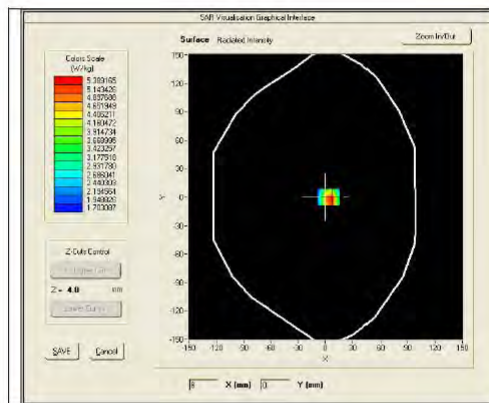 SAR Visualisation Graphical Interface
Colors Scale
(W/kg)
5.389165
5.143426
4.897688
4.651949
4.406211
4.160472
3.914734
3.668995
3.423257
3.177518
2.931780
2.686041
2.440303
2.194564
1.948826
1.703087
Z-Cuts Control
Z = 4.0 mm
SAVE
Cancel
Surface Radiated Intensity
Zoom In/Out
150
120
90
60
30
0
-30
-60
-90
-120
-150
Y
-150 -120 -90 -60 -30 0 30 60 90 120 150
X
8 X (mm) 0 Y (mm)